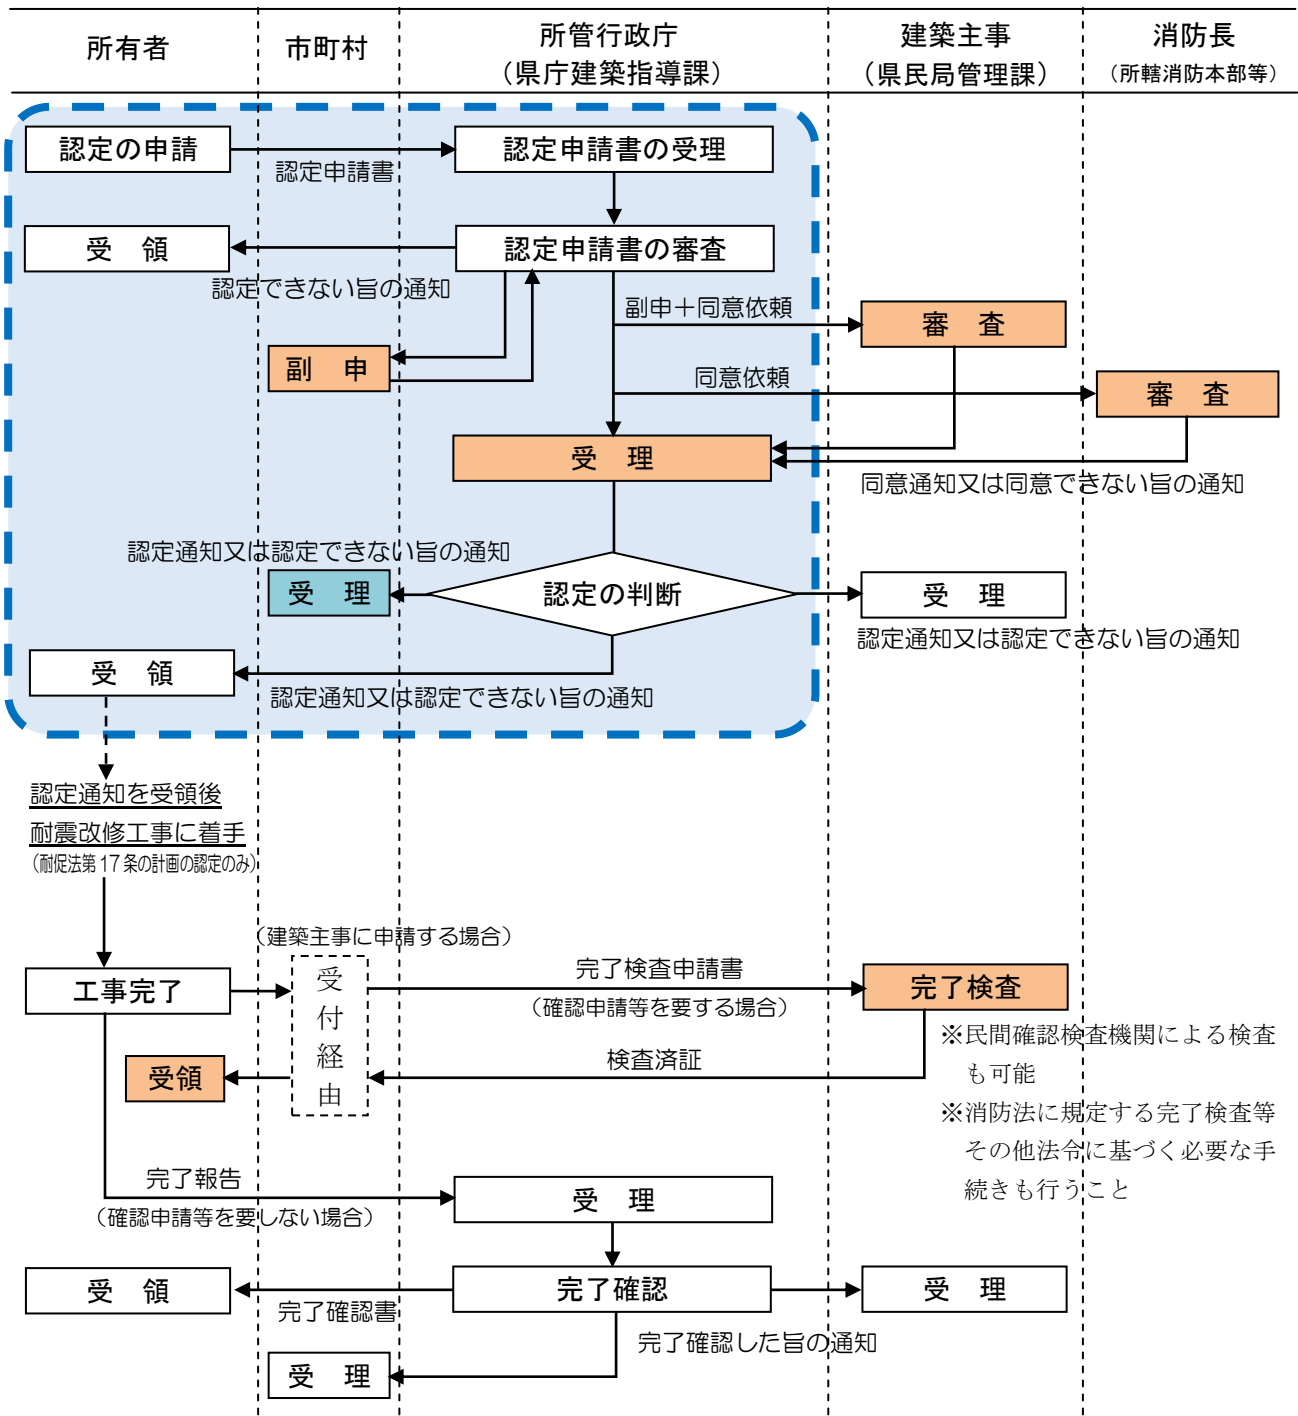 所有者
市町村
所管行政庁
（県庁建築指導課）
建築主事
（県民局管理課）
消防長
（所轄消防本部等）
認定の申請
認定申請書
認定申請書の受理
受　領
認定申請書の審査
認定できない旨の通知
副申＋同意依頼
審　査
副　申
同意依頼
審　査
受　理
同意通知又は同意できない旨の通知
認定通知又は認定できない旨の通知
受　理
認定の判断
受　理
認定通知又は認定できない旨の通知
受　領
認定通知又は認定できない旨の通知
認定通知を受領後
耐震改修工事に着手
（耐促法第17条の計画の認定のみ）
（建築主事に申請する場合）
工事完了
受付経由
完了検査申請書
（確認申請等を要する場合）
完了検査
※民間確認検査機関による検査
も可能
※消防法に規定する完了検査等
その他法令に基づく必要な手
続きも行うこと
検査済証
受領
完了報告
（確認申請等を要しない場合）
受　理
受　領
完了確認書
完了確認
受　理
完了確認した旨の通知
受　理